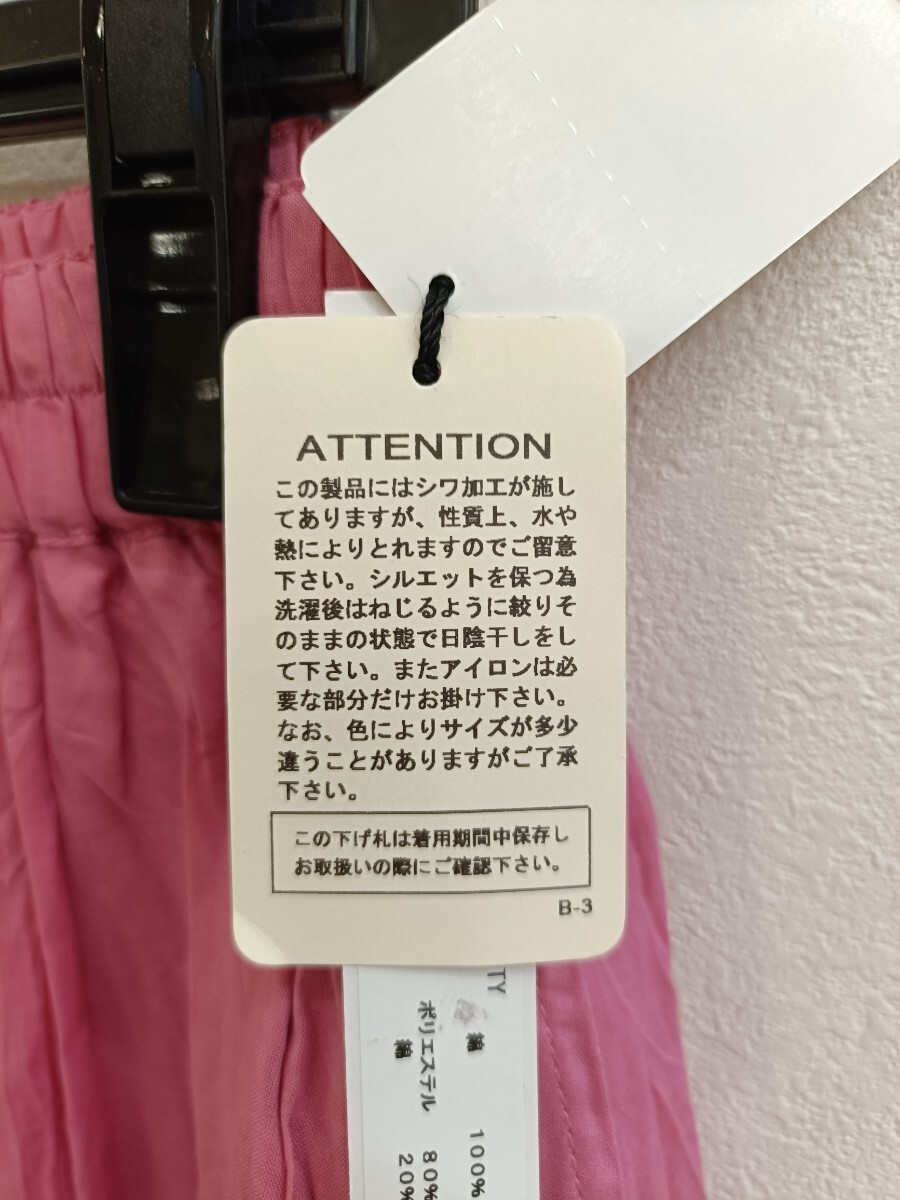 ATTENTION
この製品にはシワ加工が施し
てありますが、性質上、水や
熱によりとれますのでご留意
下さい。シルエットを保つ為
洗濯後はねじるように絞りそ
のままの状態で日陰干しをし
て下さい。またアイロンは必
要な部分だけお掛け下さい。
なお、色によりサイズが多少
違うことがありますがご了承
下さい。
この下げ札は着用期間中保存し
お取扱いの際にご確認下さい。
B-3
TY
綿 100%
ポリエステル 80%
綿 20%